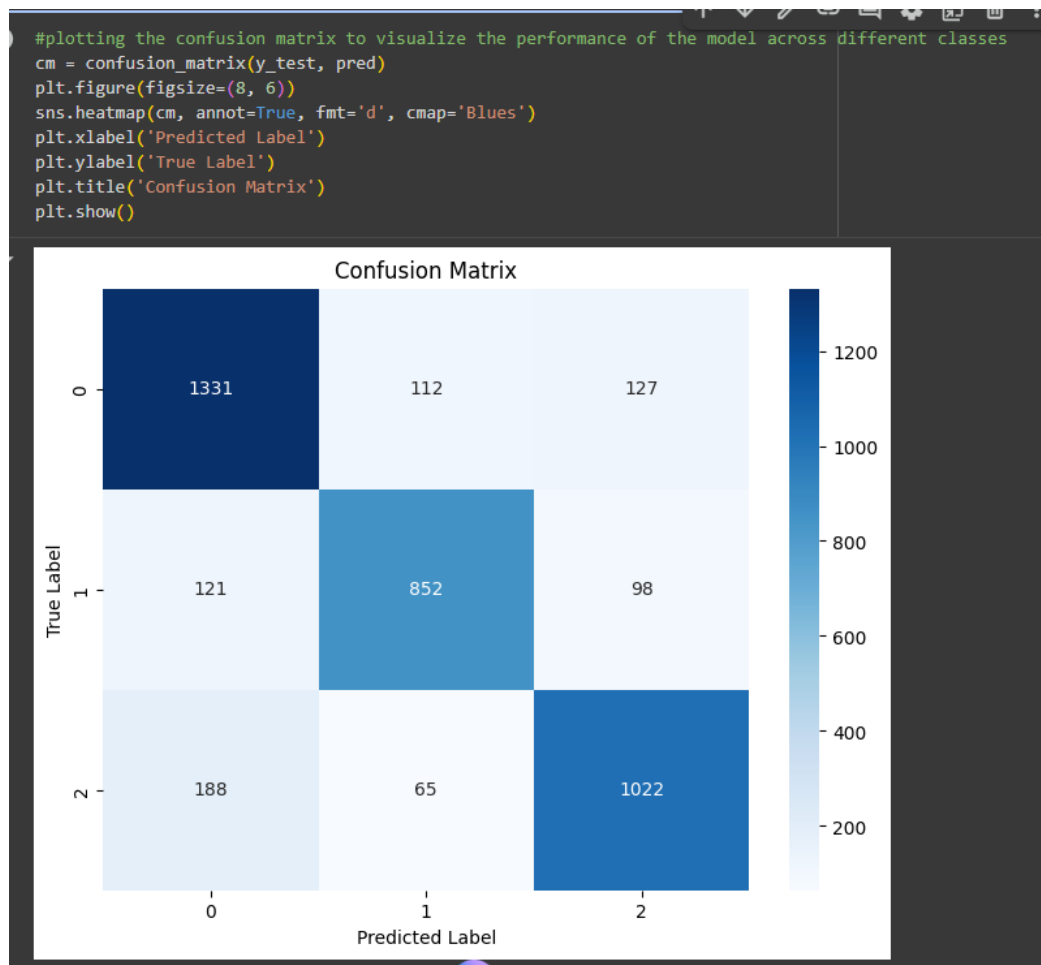 #plotting the confusion matrix to visualize the performance of the model across different classes
cm = confusion_matrix(y_test, pred)
plt.figure(figsize=(8, 6))
sns.heatmap(cm, annot=True, fmt='d', cmap='Blues')
plt.xlabel('Predicted Label')
plt.ylabel('True Label')
plt.title('Confusion Matrix')
plt.show()
Confusion Matrix
1200
0
1331
112
127
1000
800
True Label
1
121
852
98
600
400
2
188
65
1022
200
0
1
2
Predicted Label